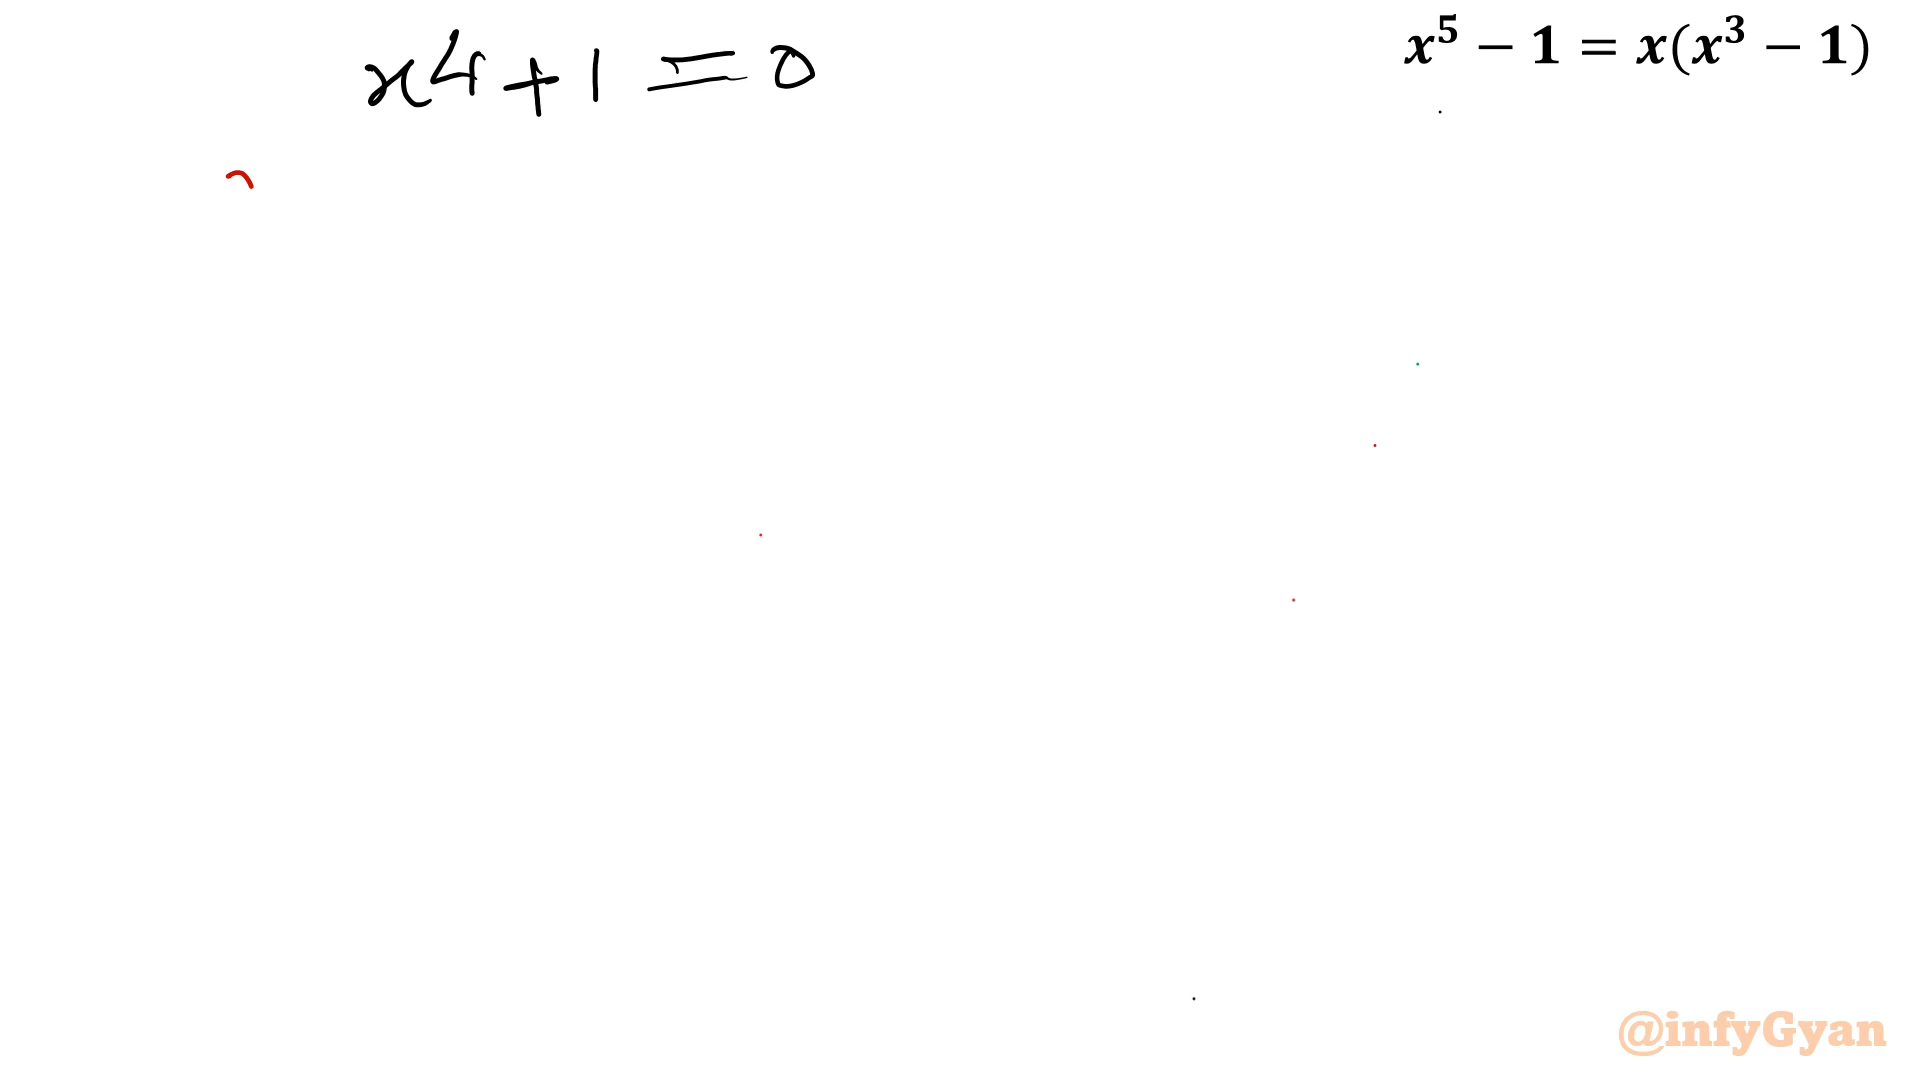 x⁴ + 1 = 0
x⁵ − 1 = x(x³ − 1)
@infyGyan